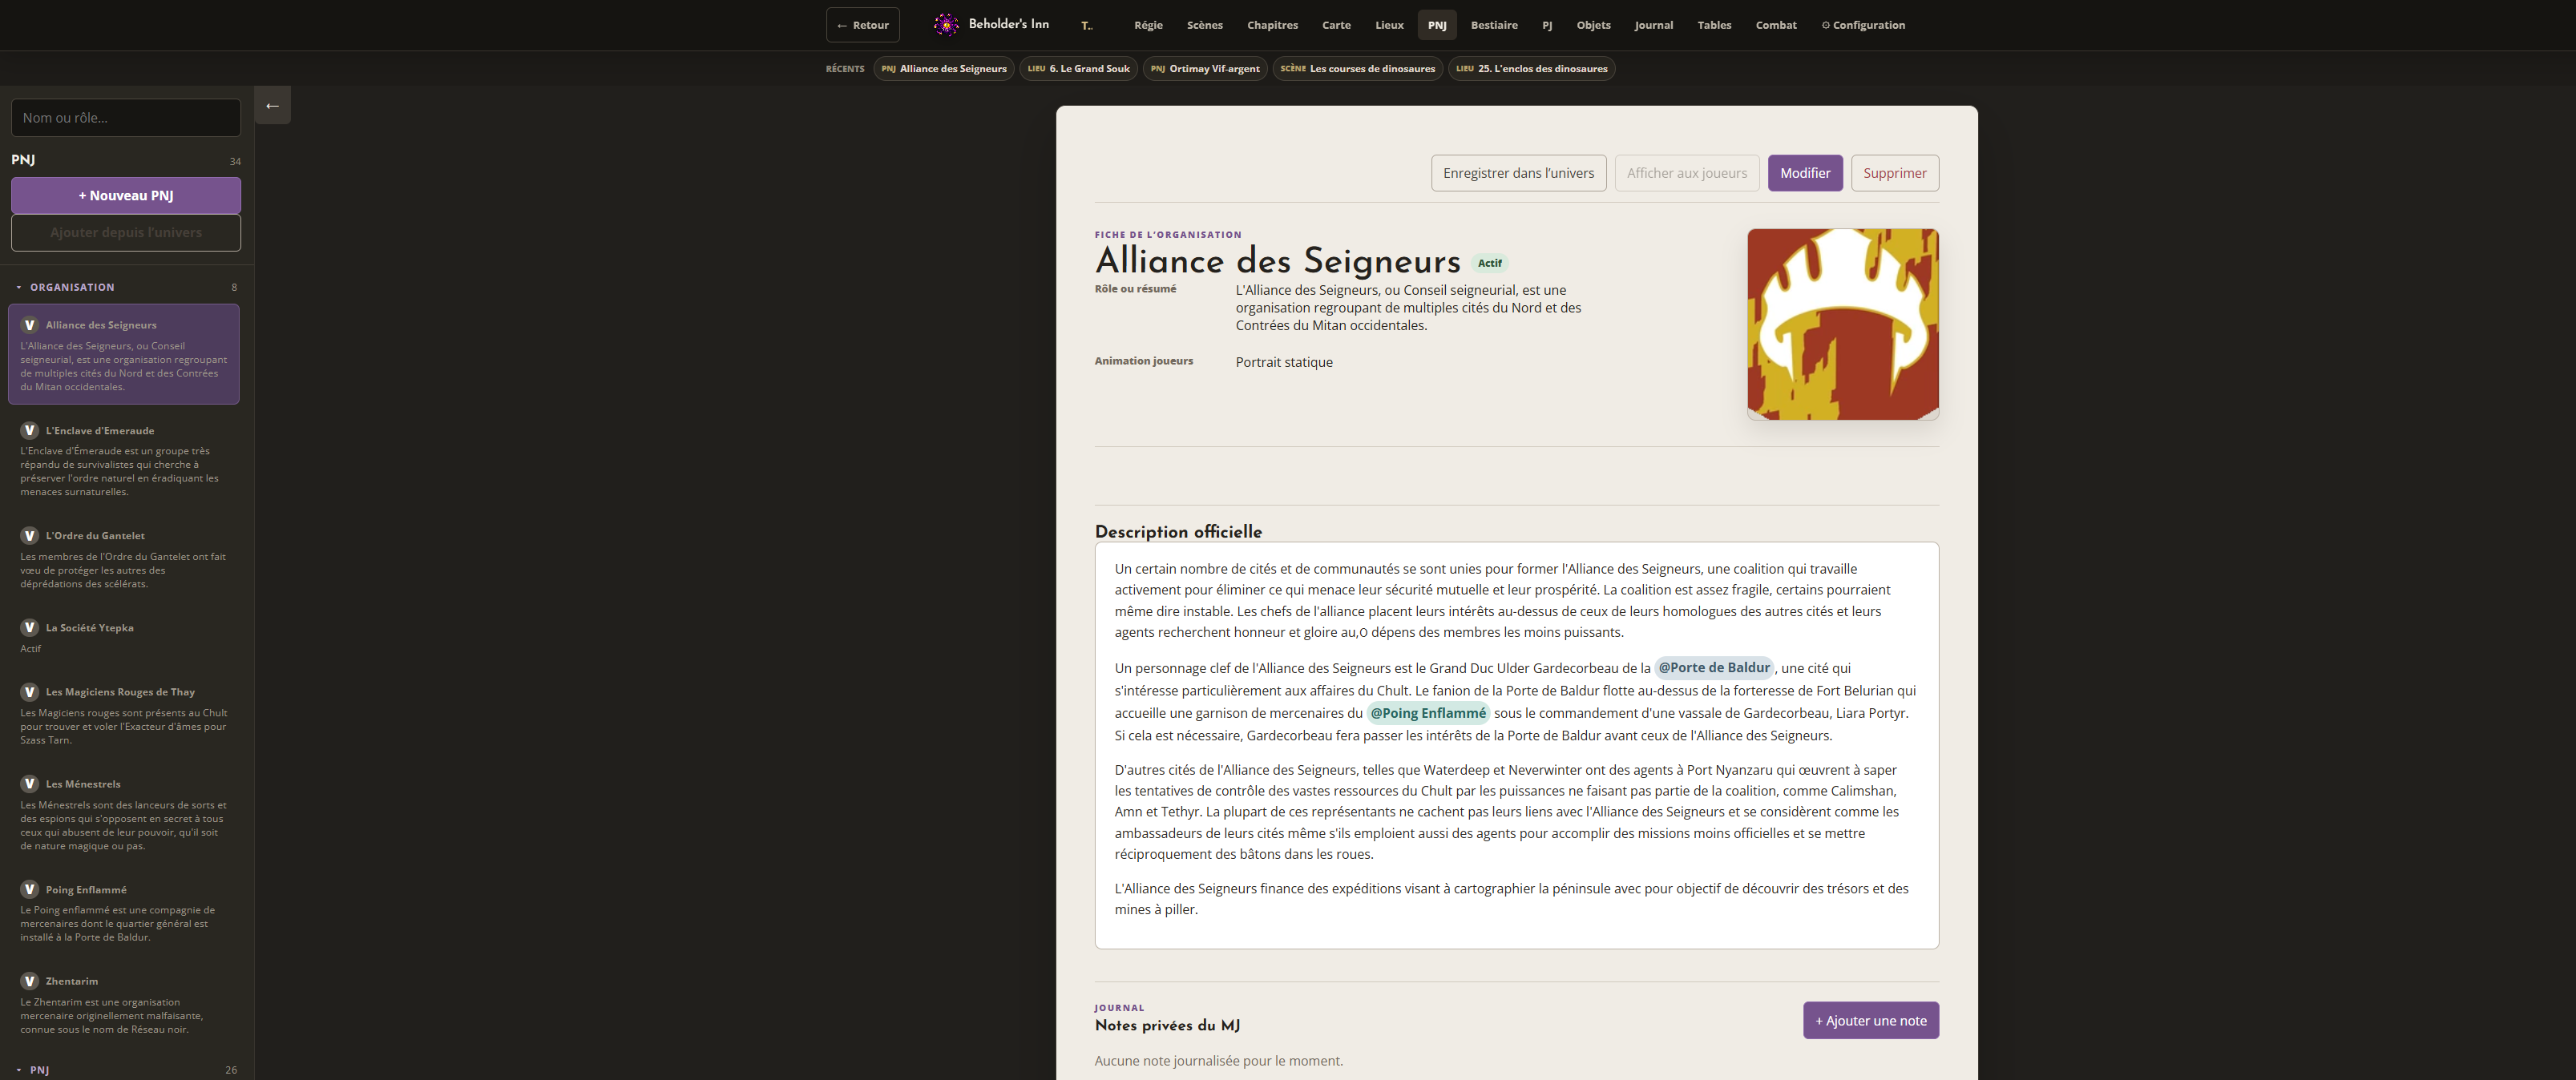 ← Retour
Beholder's Inn
T..
Régie
Scènes
Chapitres
Carte
Lieux
PNJ
Bestiaire
PJ
Objets
Journal
Tables
Combat
⚙ Configuration
RÉCENTS
PNJ Alliance des Seigneurs
LIEU 6. Le Grand Souk
PNJ Ortimay Vif-argent
SCÈNE Les courses de dinosaures
LIEU 25. L'enclos des dinosaures
←
Nom ou rôle...
PNJ 34
+ Nouveau PNJ
Ajouter depuis l'univers
ORGANISATION 8
V Alliance des Seigneurs
L'Alliance des Seigneurs, ou Conseil
seigneurial, est une organisation regroupant
de multiples cités du Nord et des Contrées
du Mitan occidentales.
V L'Enclave d'Emeraude
L'Enclave d'Émeraude est un groupe très
répandu de survivalistes qui cherche à
préserver l'ordre naturel en éradiquant les
menaces surnaturelles.
V L'Ordre du Gantelet
Les membres de l'Ordre du Gantelet ont fait
vœu de protéger les autres des
déprédations des scélérats.
V La Société Ytepka
Actif
V Les Magiciens Rouges de Thay
Les Magiciens rouges sont présents au Chult
pour trouver et voler l'Exacteur d'âmes pour
Szass Tarn.
V Les Ménestrels
Les Ménestrels sont des lanceurs de sorts et
des espions qui s'opposent en secret à tous
ceux qui abusent de leur pouvoir, qu'il soit
de nature magique ou pas.
V Poing Enflammé
Le Poing enflammé est une compagnie de
mercenaires dont le quartier général est
installé à la Porte de Baldur.
V Zhentarim
Le Zhentarim est une organisation
mercenaire originellement malfaisante,
connue sous le nom de Réseau noir.
PNJ 26
Enregistrer dans l'univers
Afficher aux joueurs
Modifier
Supprimer
FICHE DE L'ORGANISATION
Alliance des Seigneurs Actif
Rôle ou résumé
L'Alliance des Seigneurs, ou Conseil seigneurial, est une
organisation regroupant de multiples cités du Nord et des
Contrées du Mitan occidentales.
Animation joueurs
Portrait statique
Description officielle
Un certain nombre de cités et de communautés se sont unies pour former l'Alliance des Seigneurs, une coalition qui travaille
activement pour éliminer ce qui menace leur sécurité mutuelle et leur prospérité. La coalition est assez fragile, certains pourraient
même dire instable. Les chefs de l'alliance placent leurs intérêts au-dessus de ceux de leurs homologues des autres cités et leurs
agents recherchent honneur et gloire au,O dépens des membres les moins puissants.
Un personnage clef de l'Alliance des Seigneurs est le Grand Duc Ulder Gardecorbeau de la @Porte de Baldur, une cité qui
s'intéresse particulièrement aux affaires du Chult. Le fanion de la Porte de Baldur flotte au-dessus de la forteresse de Fort Belurian qui
accueille une garnison de mercenaires du @Poing Enflammé sous le commandement d'une vassale de Gardecorbeau, Liara Portyr.
Si cela est nécessaire, Gardecorbeau fera passer les intérêts de la Porte de Baldur avant ceux de l'Alliance des Seigneurs.
D'autres cités de l'Alliance des Seigneurs, telles que Waterdeep et Neverwinter ont des agents à Port Nyanzaru qui œuvrent à saper
les tentatives de contrôle des vastes ressources du Chult par les puissances ne faisant pas partie de la coalition, comme Calimshan,
Amn et Tethyr. La plupart de ces représentants ne cachent pas leurs liens avec l'Alliance des Seigneurs et se considèrent comme les
ambassadeurs de leurs cités même s'ils emploient aussi des agents pour accomplir des missions moins officielles et se mettre
réciproquement des bâtons dans les roues.
L'Alliance des Seigneurs finance des expéditions visant à cartographier la péninsule avec pour objectif de découvrir des trésors et des
mines à piller.
JOURNAL
Notes privées du MJ
+ Ajouter une note
Aucune note journalisée pour le moment.